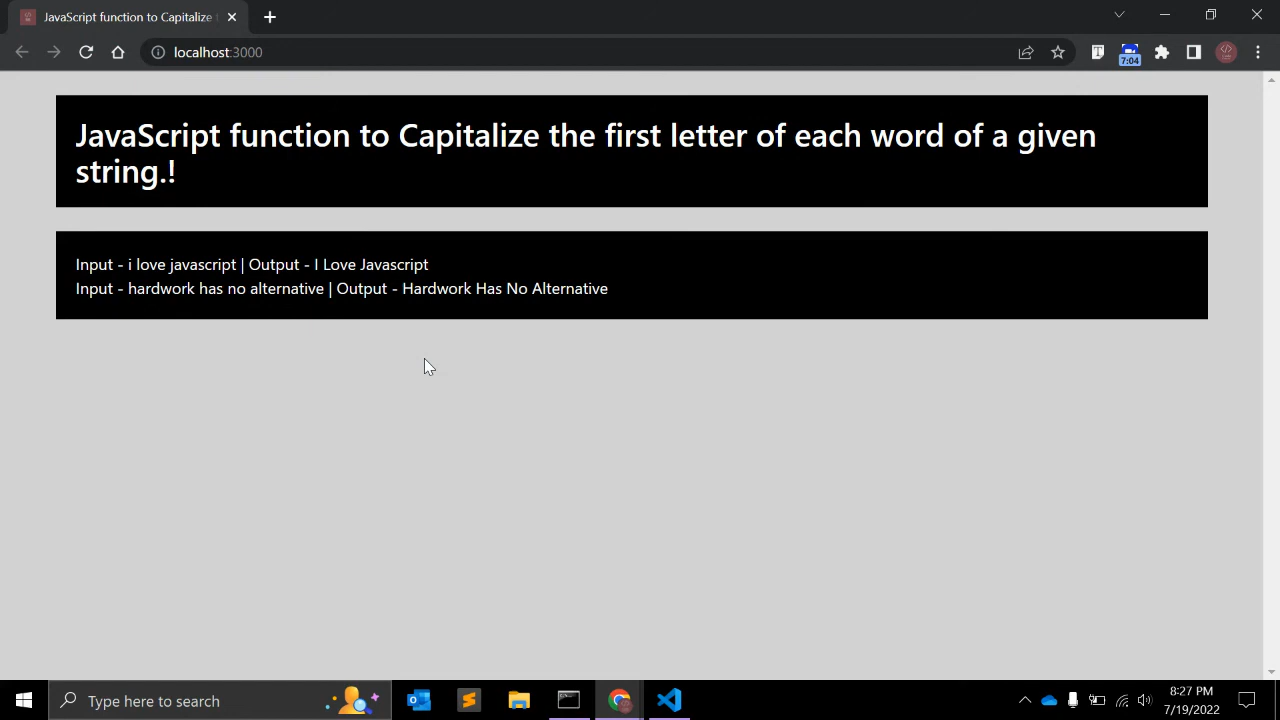 JavaScript function to Capitalize
localhost:3000
7:04
JavaScript function to Capitalize the first letter of each word of a given
string.!
Input - i love javascript | Output - I Love Javascript
Input - hardwork has no alternative | Output - Hardwork Has No Alternative
Type here to search
8:27 PM
7/19/2022